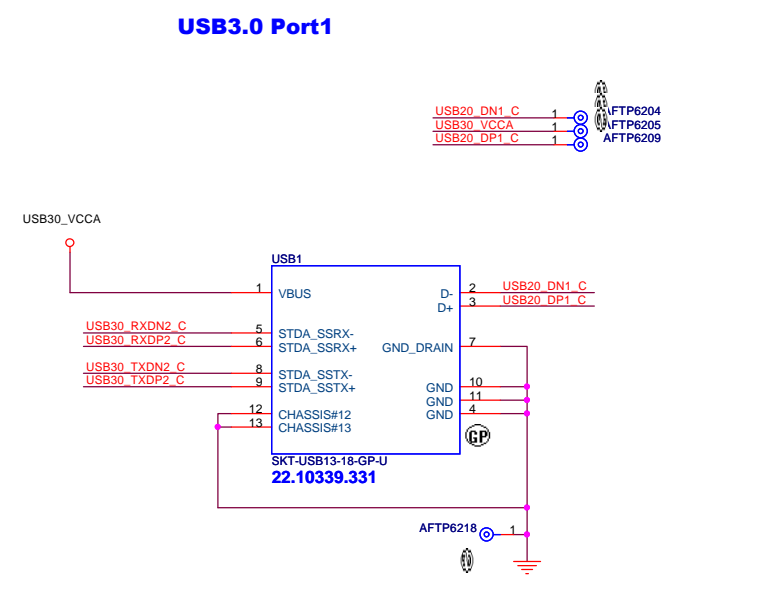 USB3.0 Port1
USB20_DN1_C 1 AFTP6204
USB30_VCCA 1 AFTP6205
USB20_DP1_C 1 AFTP6209
USB30_VCCA
USB1
1 VBUS D- 2 USB20_DN1_C
D+ 3 USB20_DP1_C
USB30_RXDN2_C 5 STDA_SSRX-
USB30_RXDP2_C 6 STDA_SSRX+ GND_DRAIN 7
USB30_TXDN2_C 8 STDA_SSTX-
USB30_TXDP2_C 9 STDA_SSTX+ GND 10
GND 11
12 CHASSIS#12 GND 4
13 CHASSIS#13
GP
SKT-USB13-18-GP-U
22.10339.331
AFTP6218 1